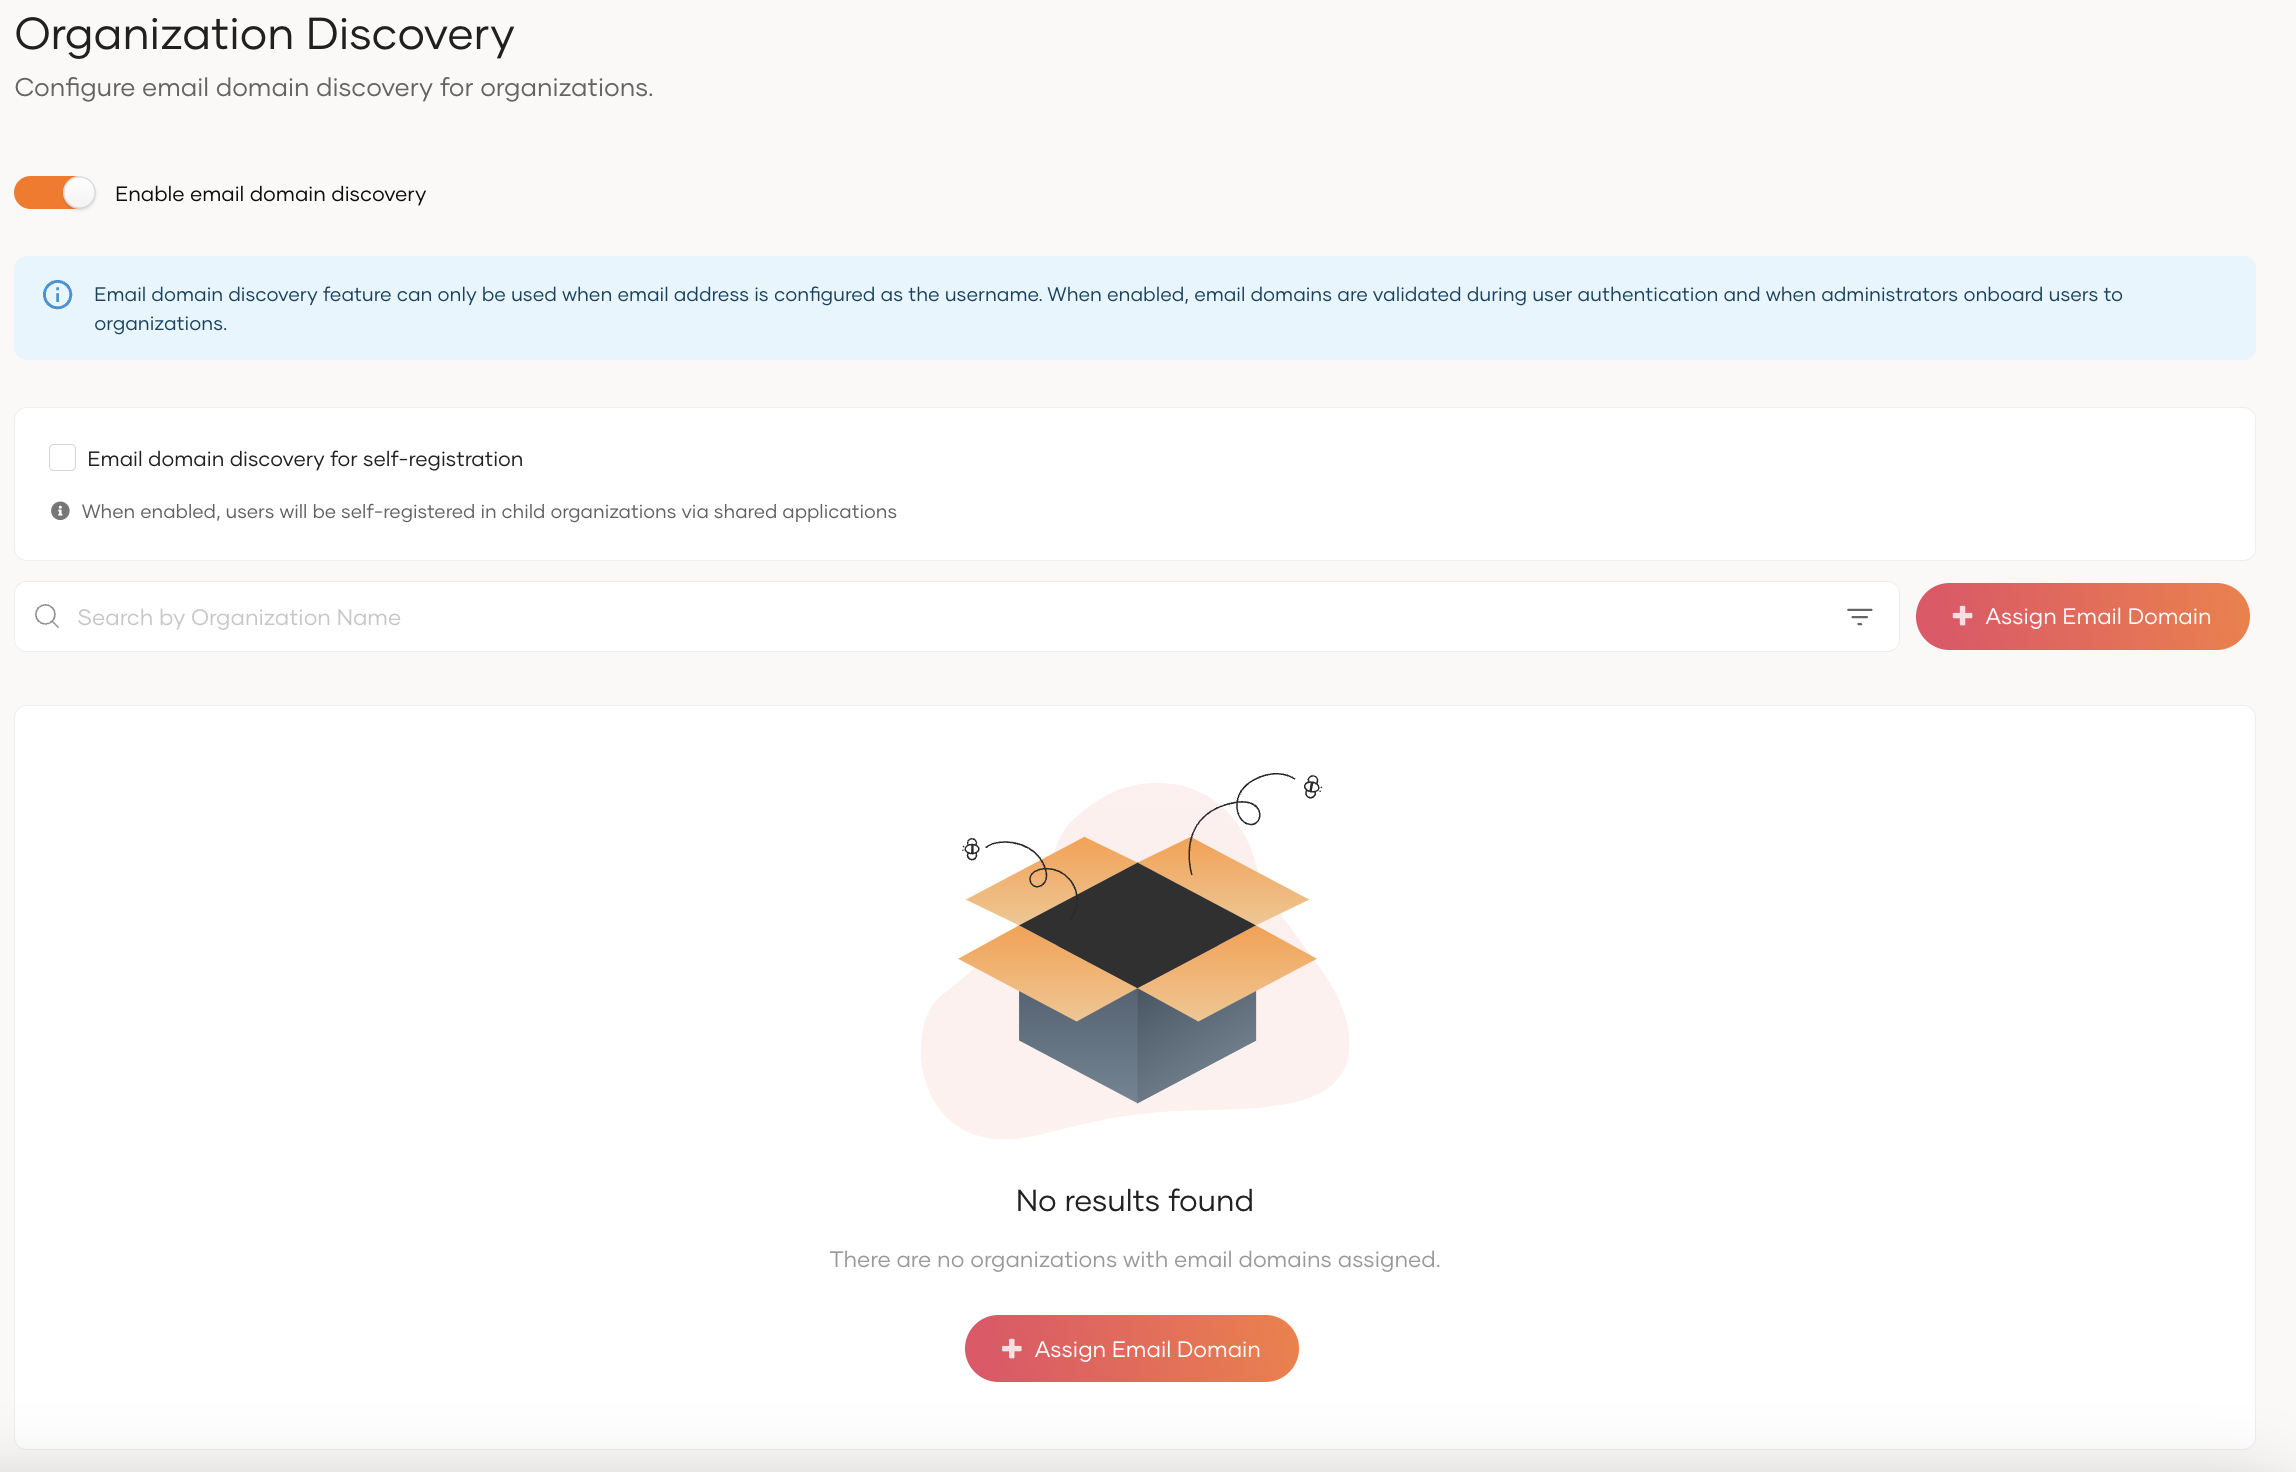 Organization Discovery
Configure email domain discovery for organizations.
Enable email domain discovery
Email domain discovery feature can only be used when email address is configured as the username. When enabled, email domains are validated during user authentication and when administrators onboard users to
organizations.
Email domain discovery for self-registration
When enabled, users will be self-registered in child organizations via shared applications
Search by Organization Name
Assign Email Domain
No results found
There are no organizations with email domains assigned.
Assign Email Domain